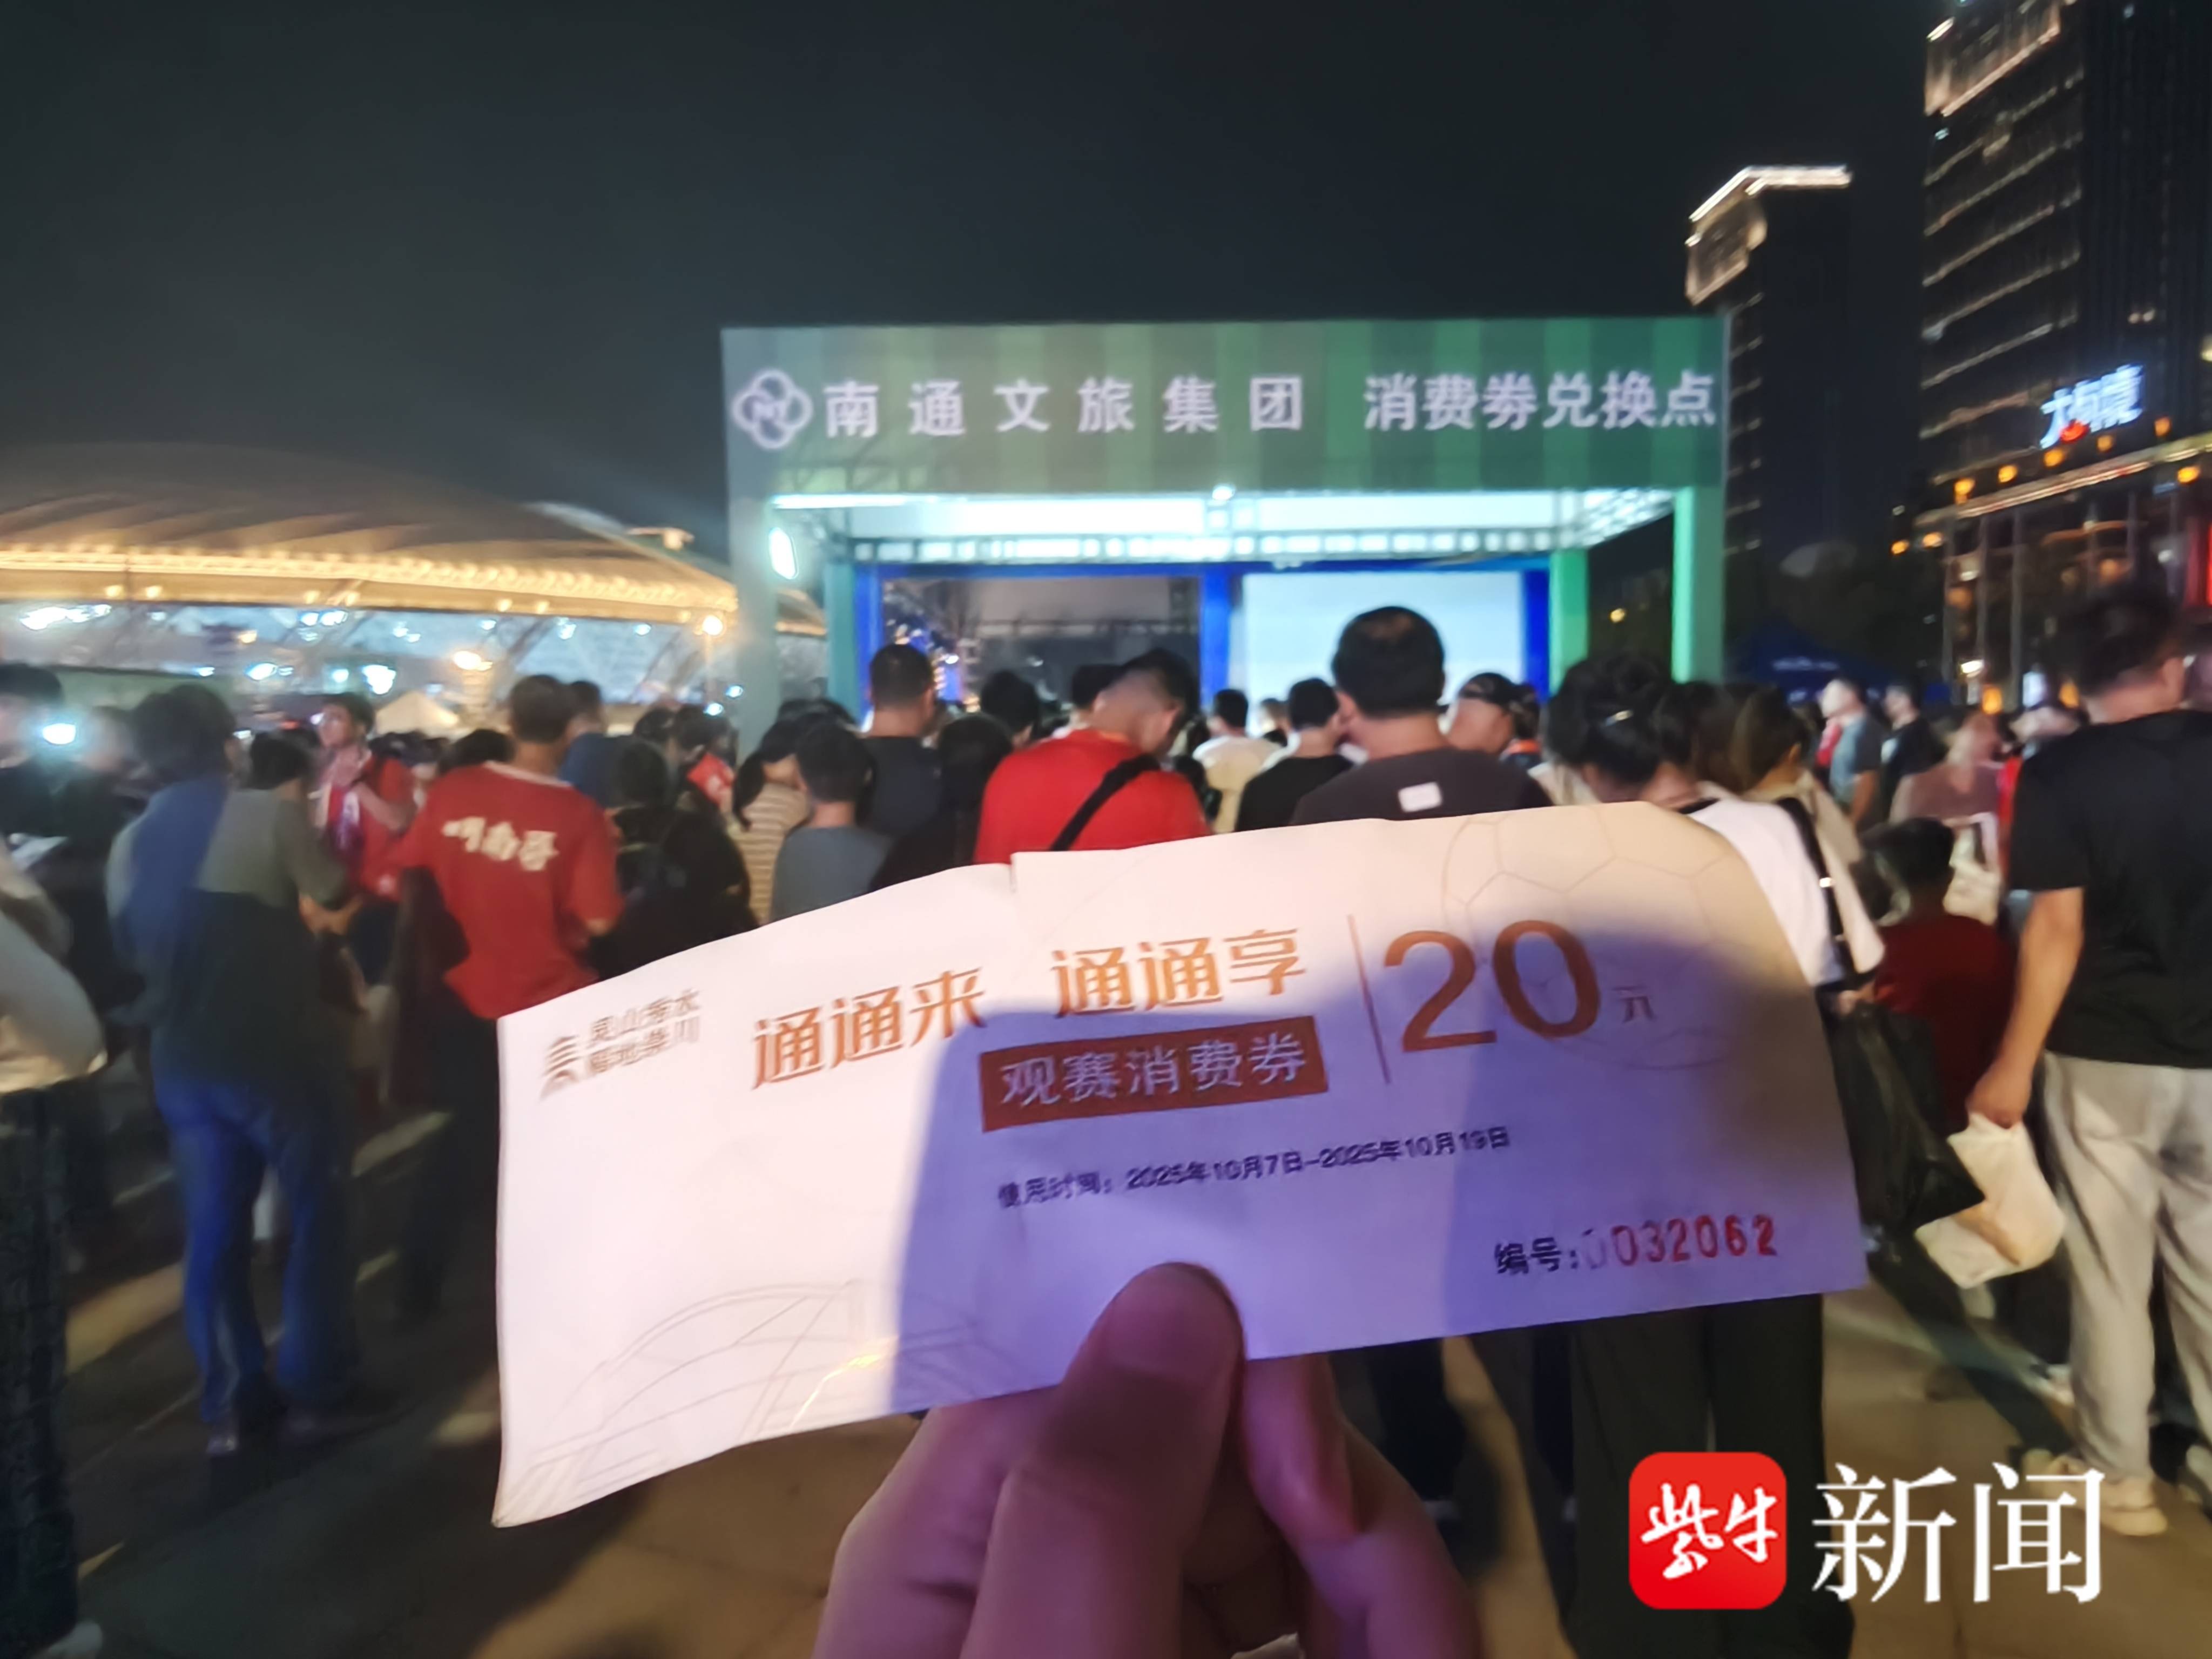 南通文旅集团 消费券兑换点
大有境
通通来 通通享
20元
观赛消费券
使用时间：2025年10月7日-2025年10月19日
编号:0032062
紫牛新闻